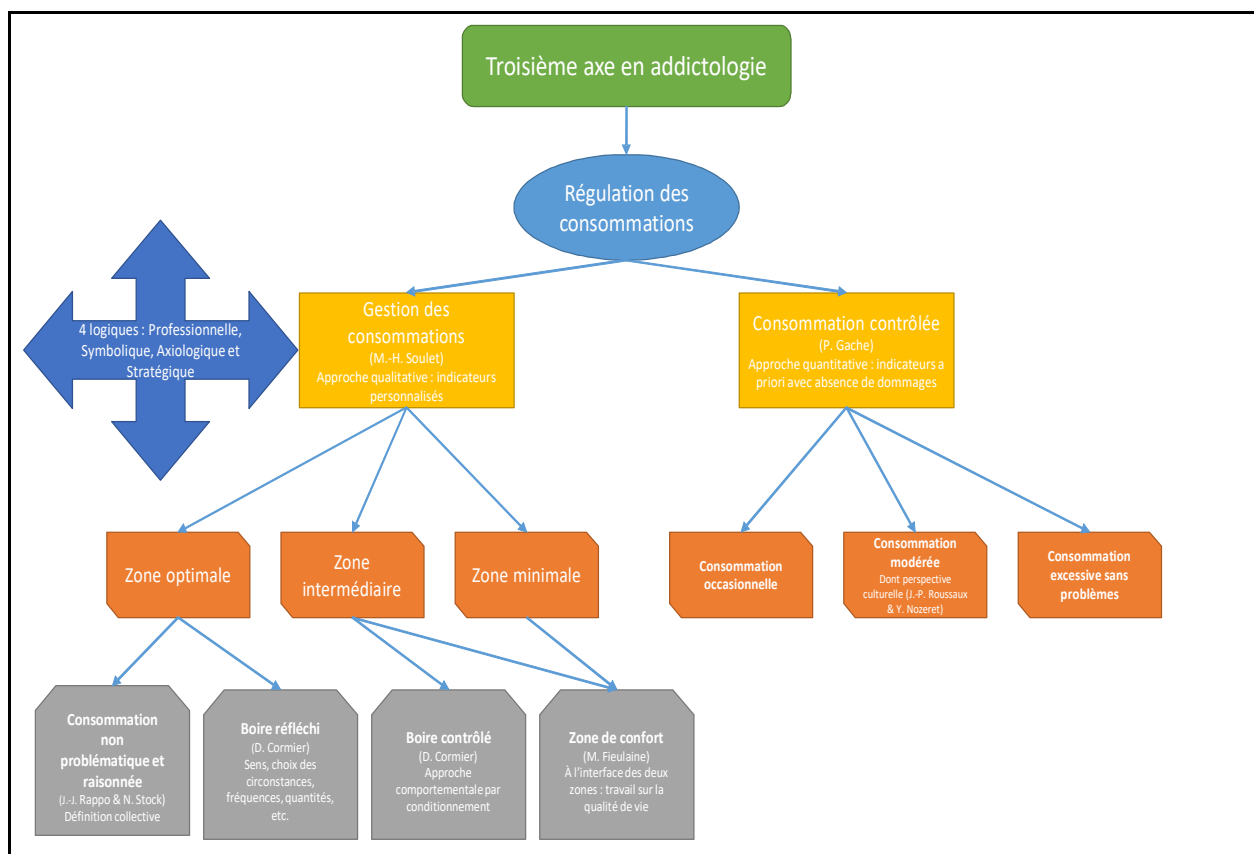 Troisième axe en addictologie
Régulation des
consommations
4 logiques : Professionnelle,
Symbolique, Axiologique et
Stratégique
Gestion des
consommations
(M.-H. Soulet)
Approche qualitative : indicateurs
personnalisés
Consommation contrôlée
(P. Gache)
Approche quantitative : indicateurs a
priori avec absence de dommages
Zone optimale
Zone
intermédiaire
Zone minimale
Consommation
occasionnelle
Consommation
modérée
Dont perspective
culturelle (J.-P. Roussaux
& Y. Nozeret)
Consommation
excessive sans
problèmes
Consommation
non
problématique et
raisonnée
(J.-J. Rappo & N. Stock)
Définition collective
Boire réfléchi
(D. Cormier)
Sens, choix des
circonstances,
fréquences, quantités,
etc.
Boire contrôlé
(D. Cormier)
Approche
comportementale par
conditionnement
Zone de confort
(M. Fieulaine)
À l'interface des deux
zones : travail sur la
qualité de vie